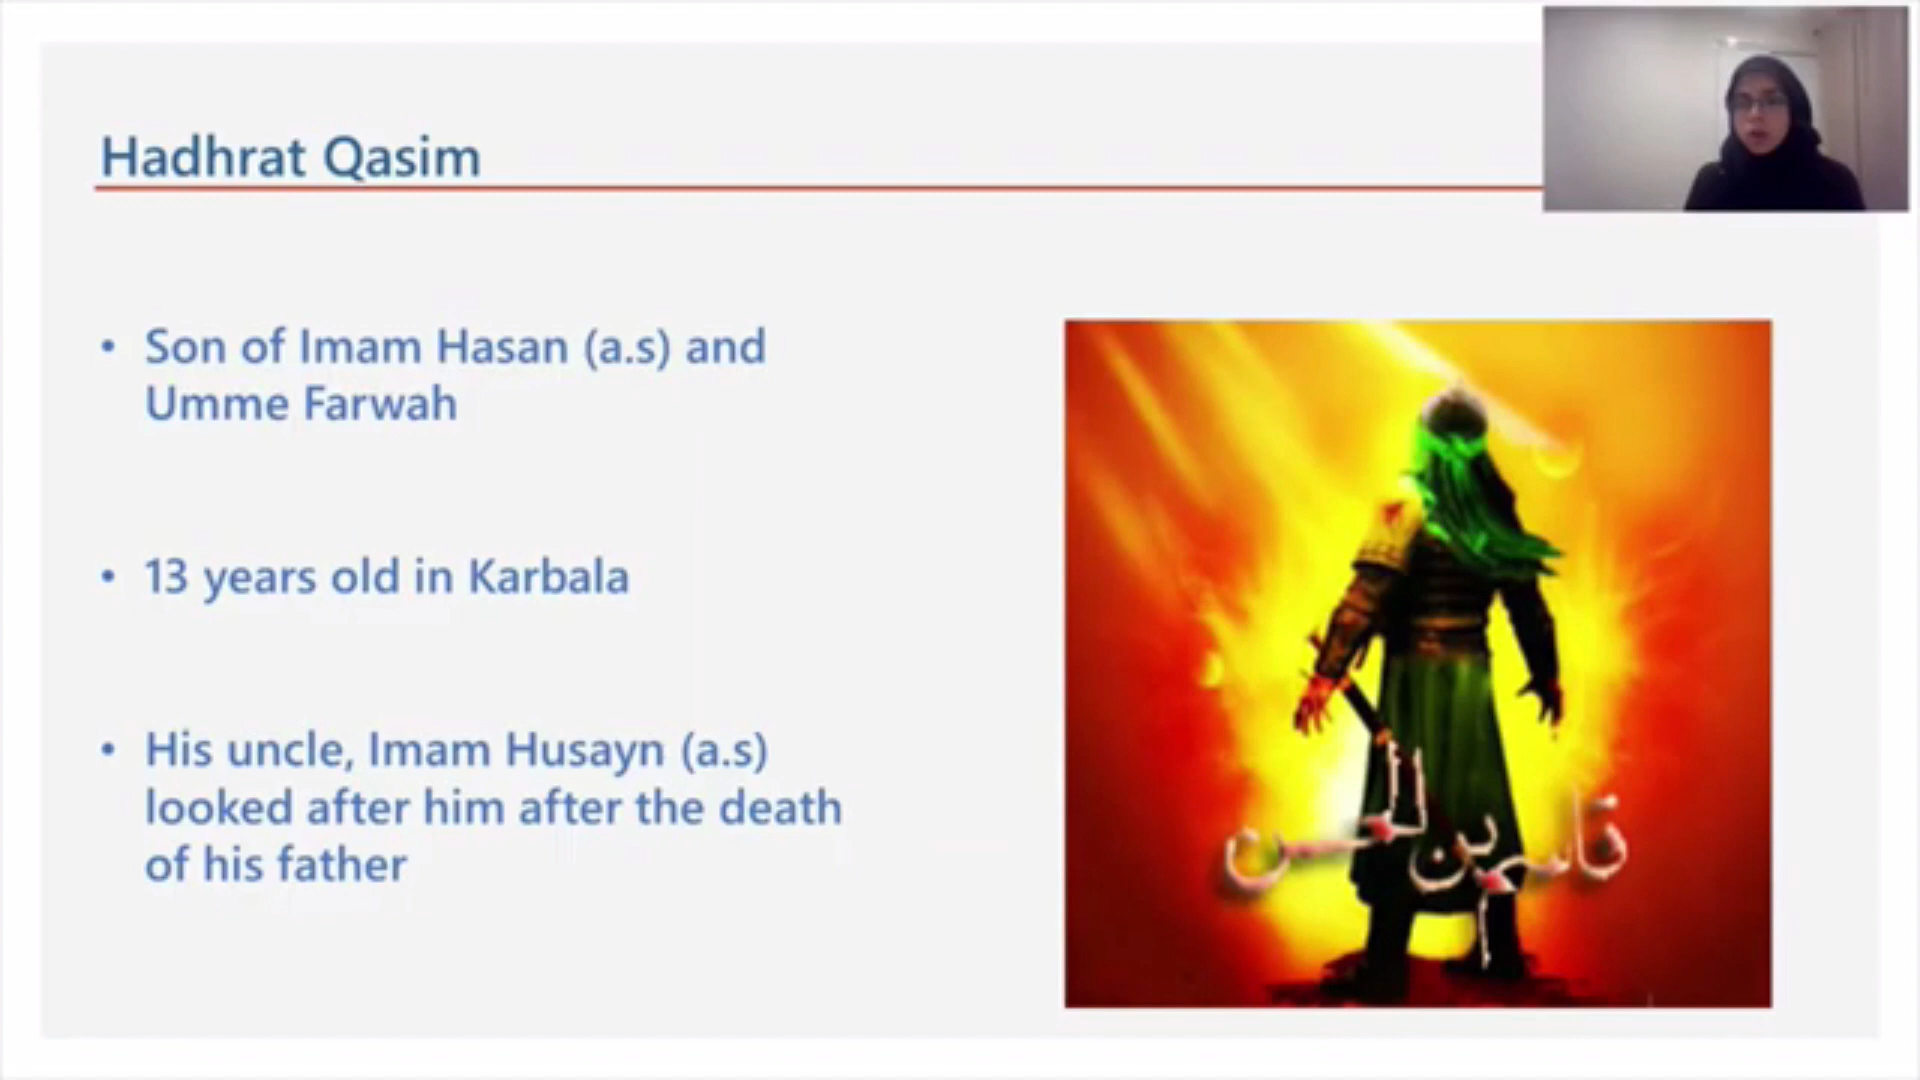 Hadhrat Qasim
• Son of Imam Hasan (a.s) and
Umme Farwah
• 13 years old in Karbala
• His uncle, Imam Husayn (a.s)
looked after him after the death
of his father
قاسم بن الحسن